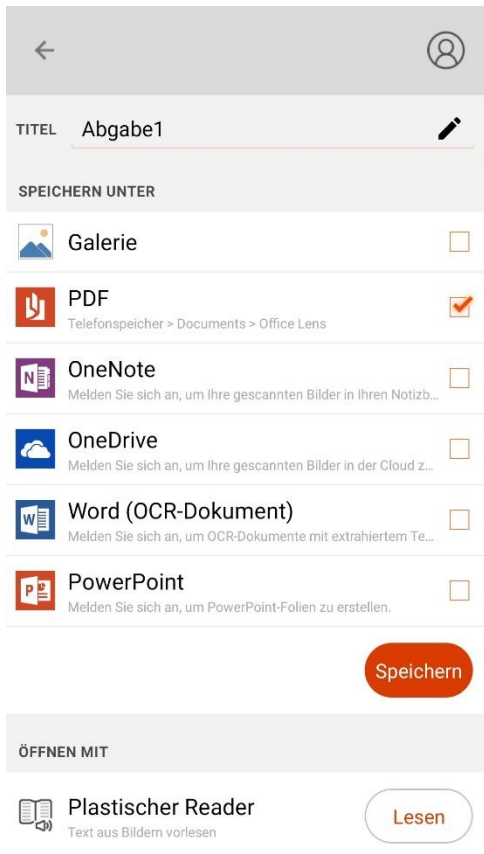 TITEL Abgabe1
SPEICHERN UNTER
Galerie
PDF
Telefonspeicher > Documents > Office Lens
OneNote
Melden Sie sich an, um Ihre gescannten Bilder in Ihren Notizb...
OneDrive
Melden Sie sich an, um Ihre gescannten Bilder in der Cloud z...
Word (OCR-Dokument)
Melden Sie sich an, um OCR-Dokumente mit extrahiertem Te...
PowerPoint
Melden Sie sich an, um PowerPoint-Folien zu erstellen.
Speichern
ÖFFNEN MIT
Plastischer Reader
Text aus Bildern vorlesen
Lesen